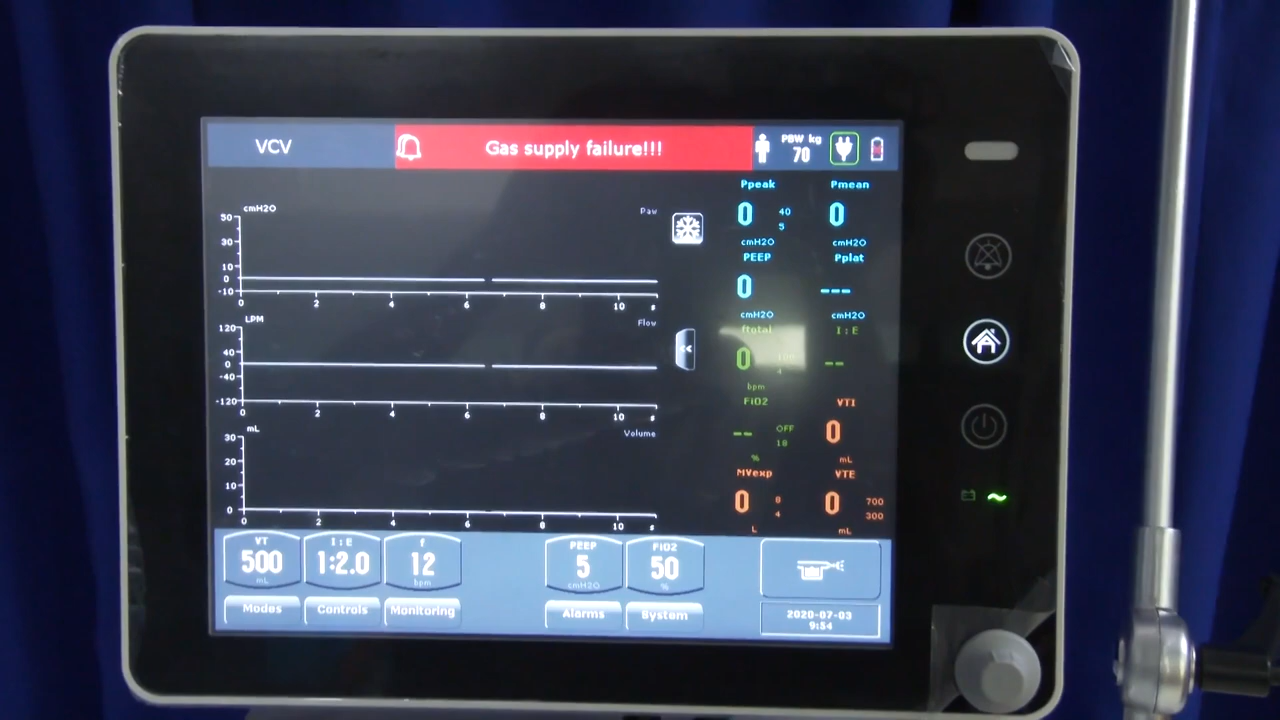 VCV
Gas supply failure!!!
PBW kg
70
cmH2O
Paw
50
30
10
0
-10
0 2 4 6 8 10 s
LPM
Flow
120
40
0
-40
-120
0 2 4 6 8 10 s
mL
Volume
30
20
10
0
0 2 4 6 8 10 s
Ppeak Pmean
0 40 0
5
cmH2O cmH2O
PEEP Pplat
0 ---
cmH2O cmH2O
ftotal I:E
0 --
4
bpm
FiO2 VTI
-- OFF 0
18
% mL
MVexp VTE
0 8 0 700
4 300
L mL
VT I:E f PEEP FiO2
500 1:2.0 12 5 50
mL bpm cmH2O %
Modes Controls Monitoring Alarms System
2020-07-03
9:54